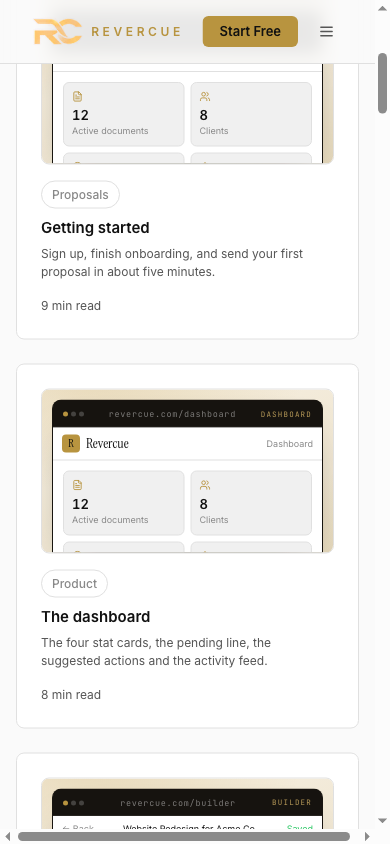 RC REVERCUE
Start Free
12
Active documents
8
Clients
Proposals
Getting started
Sign up, finish onboarding, and send your first
proposal in about five minutes.
9 min read
revercue.com/dashboard
DASHBOARD
R Revercue
Dashboard
12
Active documents
8
Clients
Product
The dashboard
The four stat cards, the pending line, the
suggested actions and the activity feed.
8 min read
revercue.com/builder
BUILDER
← Back
Website Redesign for Acme Co
Saved